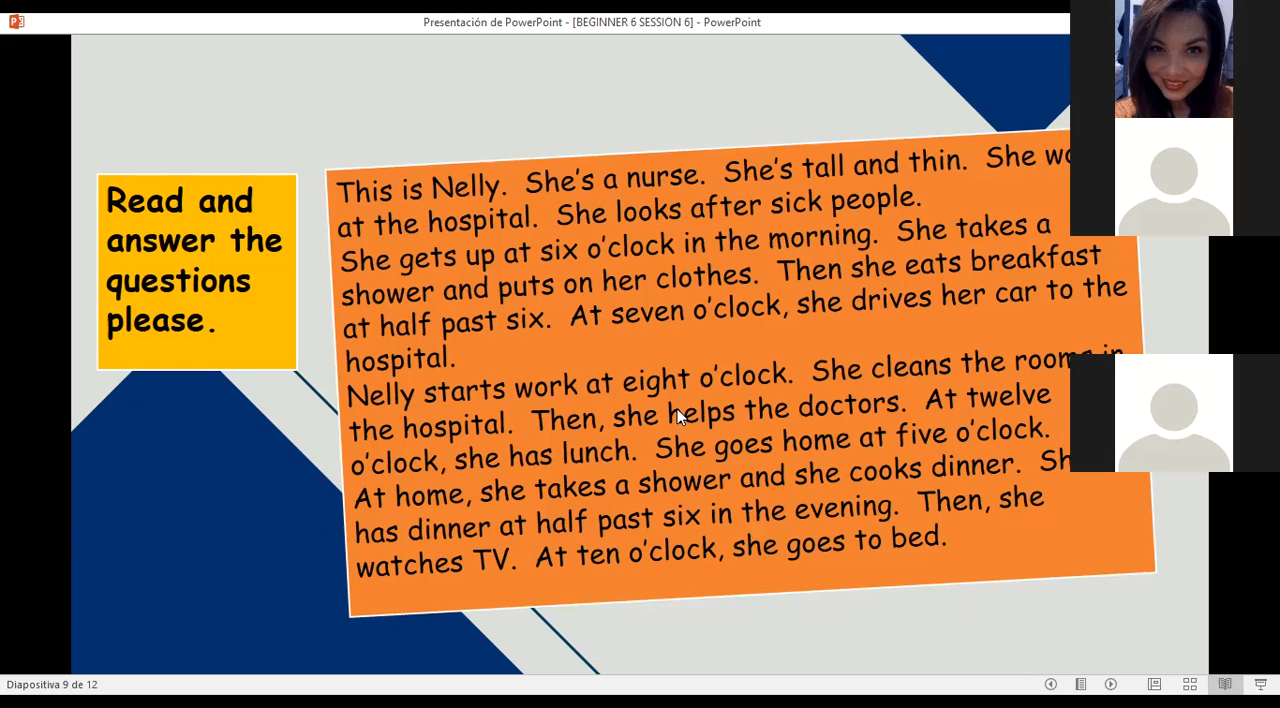 Presentación de PowerPoint - [BEGINNER 6 SESSION 6] - PowerPoint
Read and
answer the
questions
please.
This is Nelly. She's a nurse. She's tall and thin. She
at the hospital. She looks after sick people.
She gets up at six o'clock in the morning. She takes a
shower and puts on her clothes. Then she eats breakfast
at half past six. At seven o'clock, she drives her car to the
hospital.
Nelly starts work at eight o'clock. She cleans the rooms in
the hospital. Then, she helps the doctors. At twelve
o'clock, she has lunch. She goes home at five o'clock.
At home, she takes a shower and she cooks dinner.
has dinner at half past six in the evening. Then, she
watches TV. At ten o'clock, she goes to bed.
Diapositiva 9 de 12